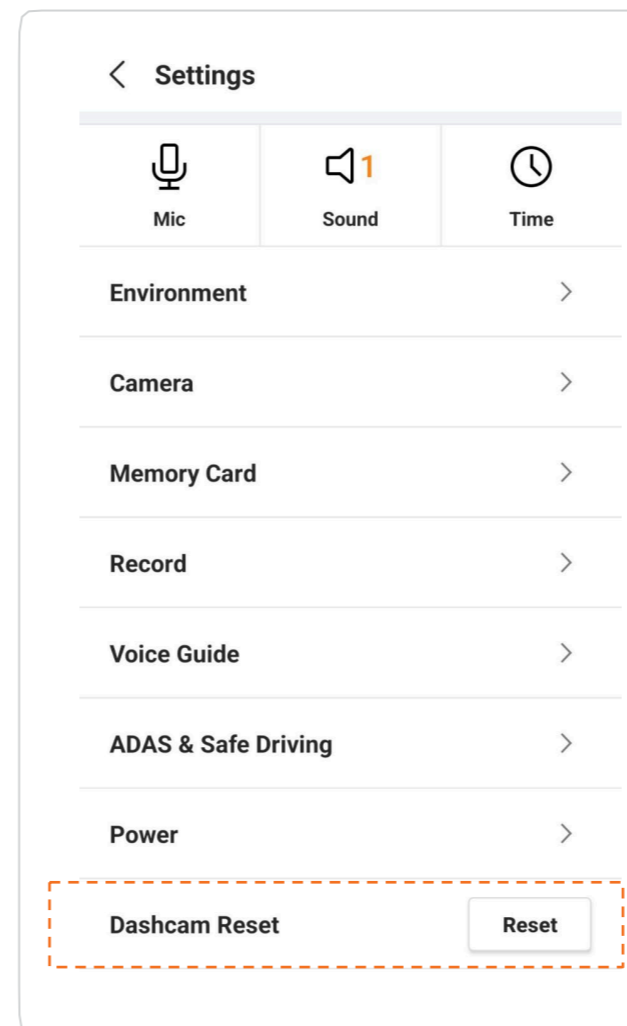 Settings
1
Mic Sound Time
Environment
Camera
Memory Card
Record
Voice Guide
ADAS & Safe Driving
Power
Dashcam Reset Reset